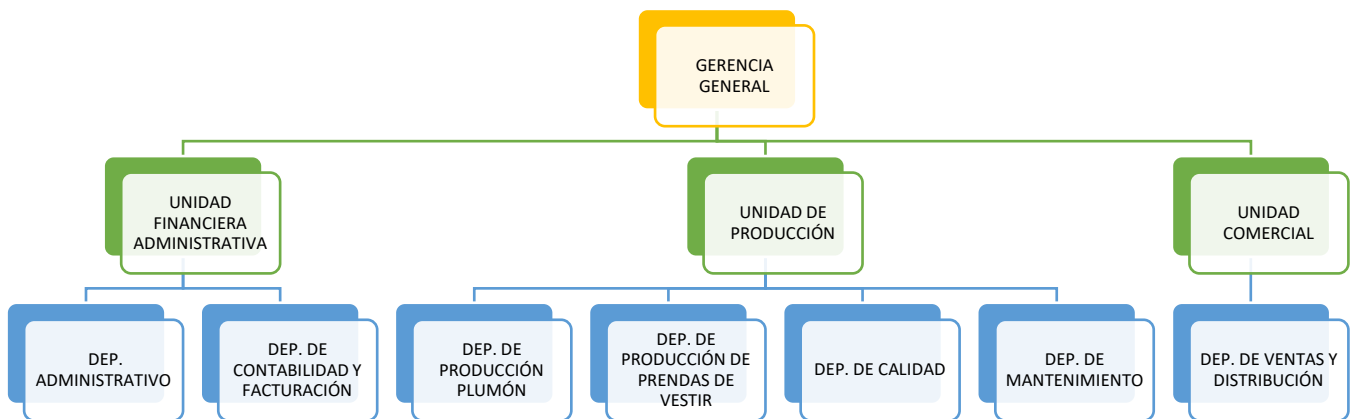 GERENCIA
GENERAL
UNIDAD
FINANCIERA
ADMINISTRATIVA
UNIDAD DE
PRODUCCIÓN
UNIDAD
COMERCIAL
DEP.
ADMINISTRATIVO
DEP. DE
CONTABILIDAD Y
FACTURACIÓN
DEP. DE
PRODUCCIÓN
PLUMÓN
DEP. DE
PRODUCCIÓN DE
PRENDAS DE
VESTIR
DEP. DE CALIDAD
DEP. DE
MANTENIMIENTO
DEP. DE VENTAS Y
DISTRIBUCIÓN